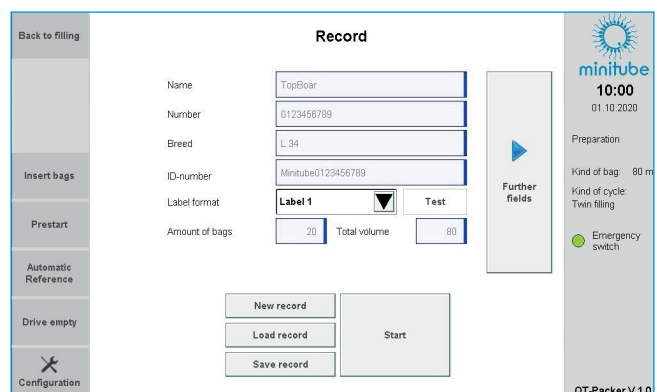 Back to filling
Record
minitube
10:00
01.10.2020
Name
TopBoar
Number
0123456789
Breed
L 34
ID-number
Minitube0123456789
Label format
Label 1
Test
Amount of bags
20
Total volume
80
Further
fields
Preparation
Kind of bag: 80 m
Kind of cycle:
Twin filling
Emergency
switch
Insert bags
Prestart
Automatic
Reference
Drive empty
Configuration
New record
Load record
Save record
Start
QT-Packer V 1.0